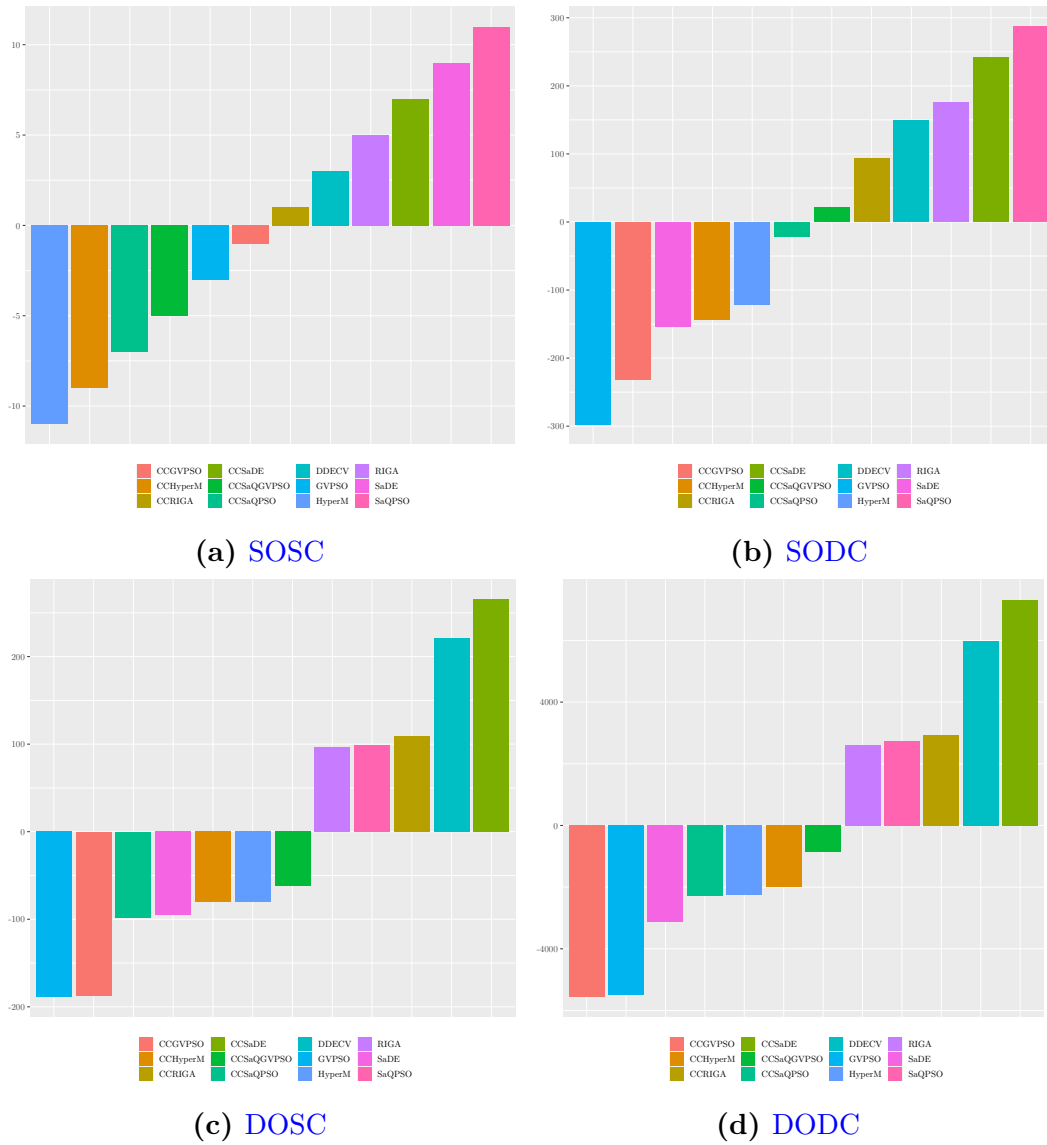 10
5
0
-5
-10
CCGVPSO CCSaDE DDECV RIGA
CCHyperM CCSaQGVPSO GVPSO SaDE
CCRIGA CCSaQPSO HyperM SaQPSO
(a) SOSC
300
200
100
0
-100
-200
-300
CCGVPSO CCSaDE DDECV RIGA
CCHyperM CCSaQGVPSO GVPSO SaDE
CCRIGA CCSaQPSO HyperM SaQPSO
(b) SODC
200
100
0
-100
-200
CCGVPSO CCSaDE DDECV RIGA
CCHyperM CCSaQGVPSO GVPSO SaDE
CCRIGA CCSaQPSO HyperM SaQPSO
(c) DOSC
4000
0
-4000
CCGVPSO CCSaDE DDECV RIGA
CCHyperM CCSaQGVPSO GVPSO SaDE
CCRIGA CCSaQPSO HyperM SaQPSO
(d) DODC